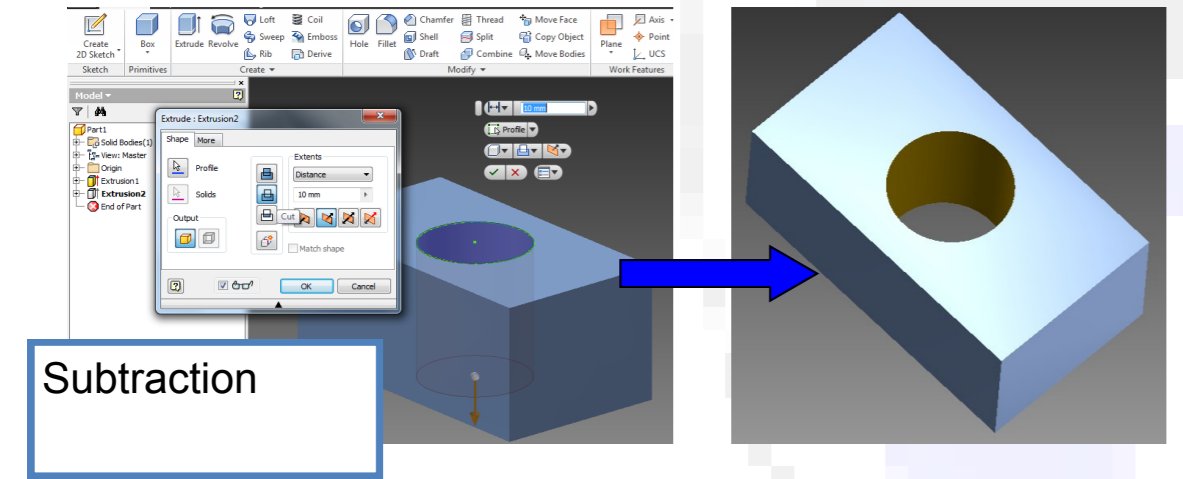 Loft Coil Chamfer Thread Move Face Axis
Create 2D Sketch Box Extrude Revolve Sweep Emboss Hole Fillet Shell Split Copy Object Plane Point
Rib Derive Draft Combine Move Bodies UCS
Sketch Primitives Create Modify Work Features
Model
Part1
Solid Bodies(1)
View: Master
Origin
Extrusion1
Extrusion2
End of Part
Extrude : Extrusion2
Shape More
Profile
Solids
Output
Cut
Extents
Distance
10 mm
Match shape
OK Cancel
10 mm
Profile
Subtraction